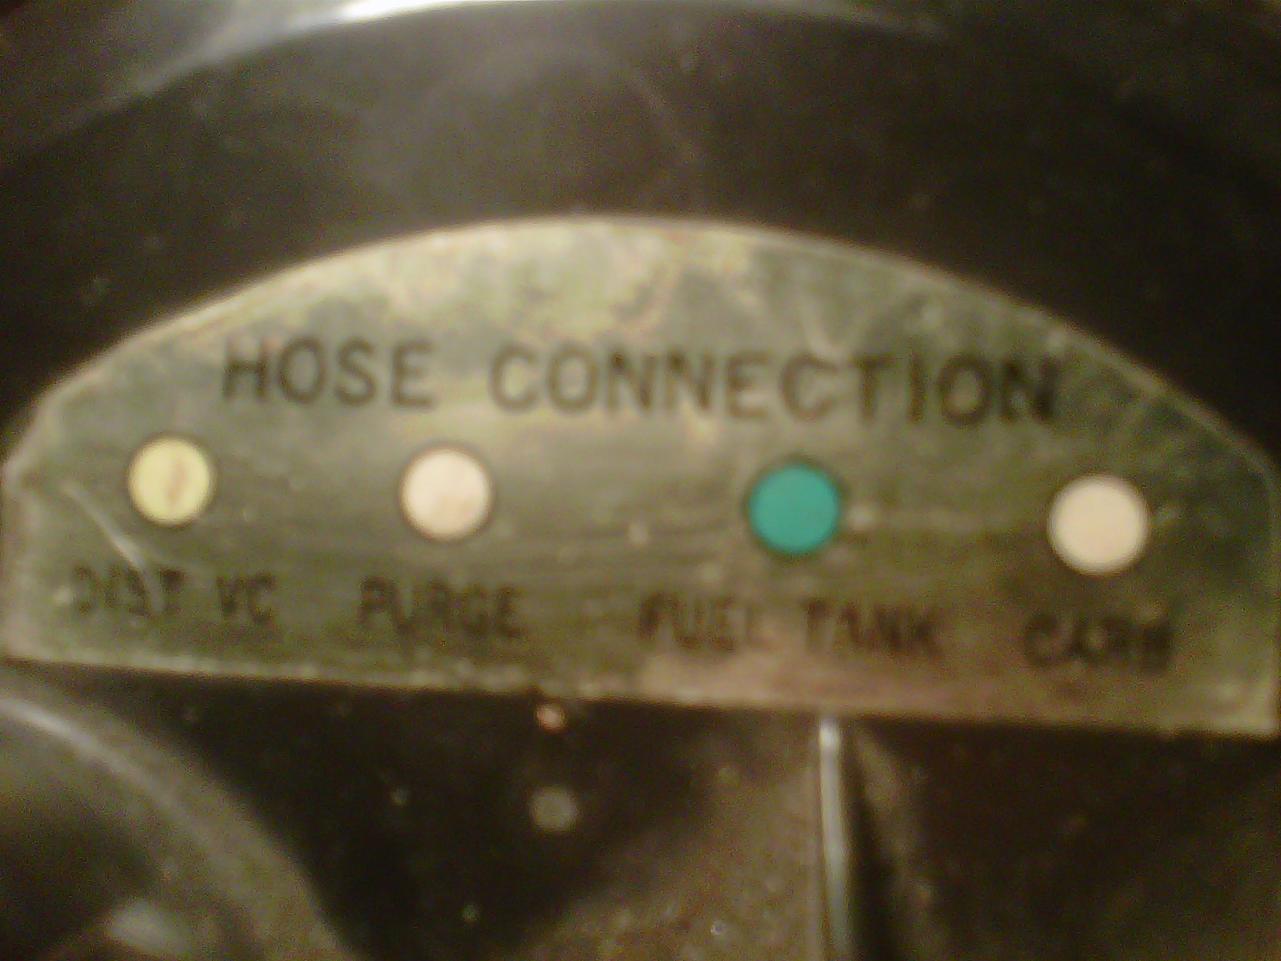 HOSE CONNECTION
DIST VC PURGE FUEL TANK CARB